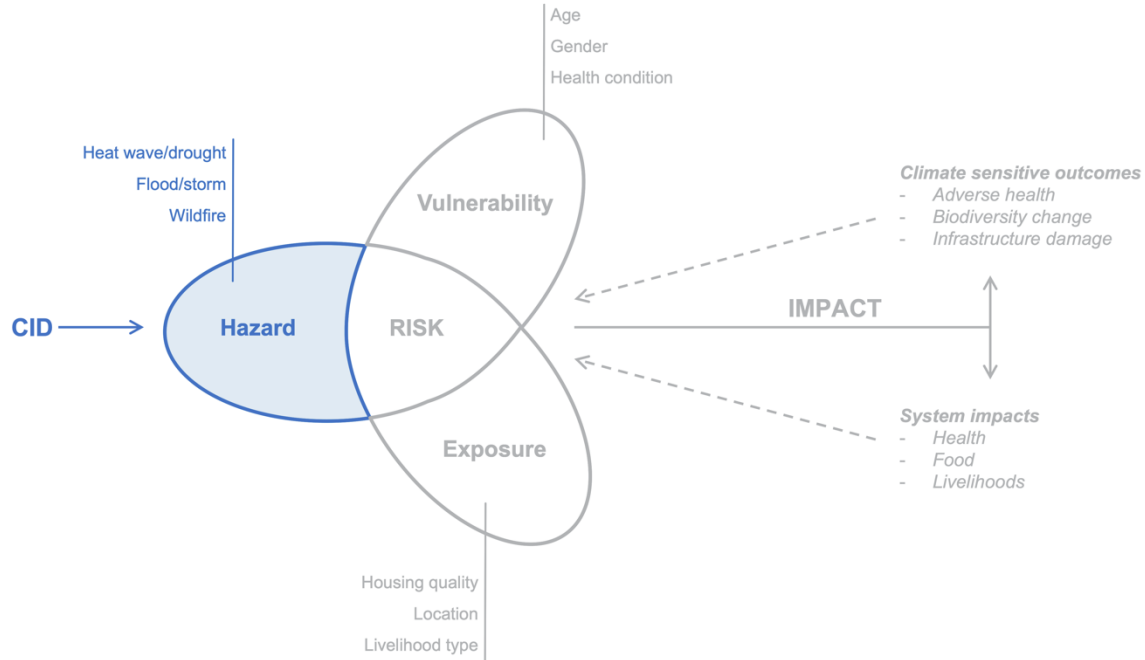 Age
Gender
Health condition
Heat wave/drought
Flood/storm
Wildfire
Vulnerability
Climate sensitive outcomes
- Adverse health
- Biodiversity change
- Infrastructure damage
CID
Hazard
RISK
IMPACT
Exposure
System impacts
- Health
- Food
- Livelihoods
Housing quality
Location
Livelihood type